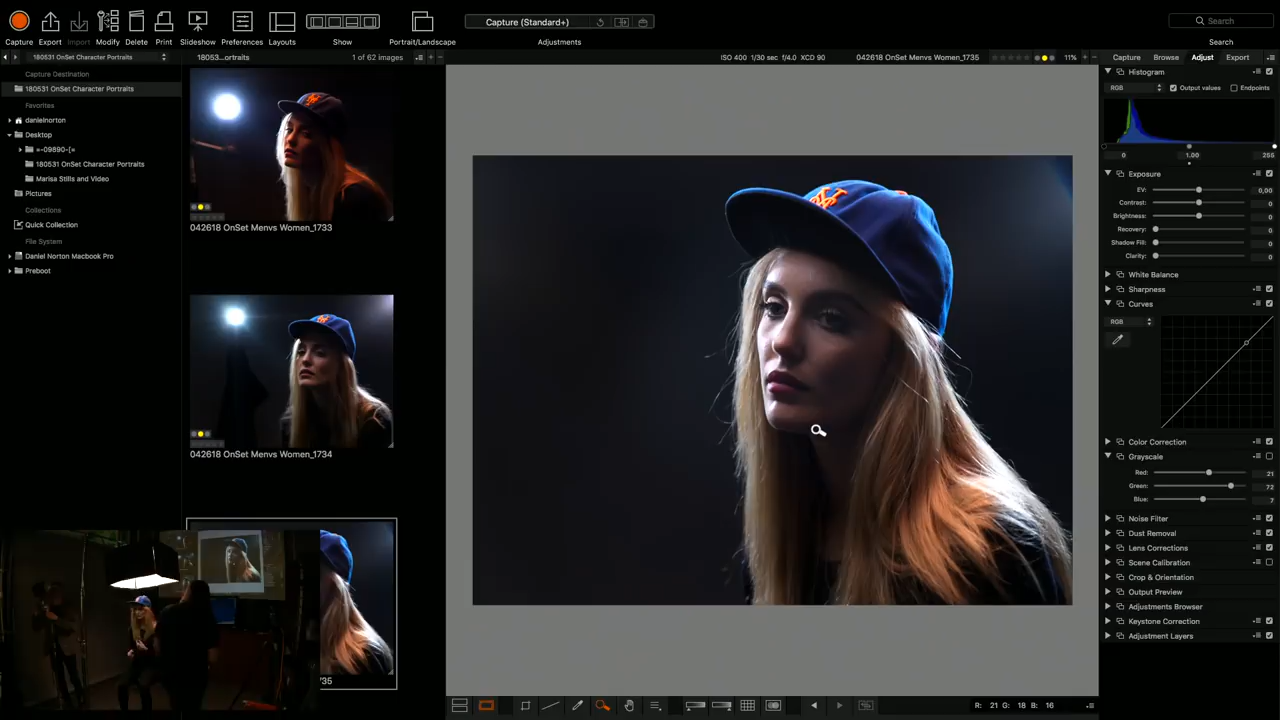 Capture Export Import Modify Delete Print Slideshow Preferences Layouts Show Portrait/Landscape
Capture (Standard+)
Adjustments
Search
Search
180531 OnSet Character Portraits
18053...ortraits
1 of 62 images
ISO 400 1/30 sec f/4.0 XCD 90
042618 OnSet Menvs Women_1735
11%
Capture Browse Adjust Export
Capture Destination
180531 OnSet Character Portraits
Favorites
danielnorton
Desktop
180531 OnSet Character Portraits
Marisa Stills and Video
Pictures
Collections
Quick Collection
File System
Daniel Norton Macbook Pro
Preboot
042618 OnSet Menvs Women_1733
042618 OnSet Menvs Women_1734
35
Histogram
RGB Output values Endpoints
0 1.00 255
Exposure
EV: 0,00
Contrast: 0
Brightness: 0
Recovery: 0
Shadow Fill: 0
Clarity: 0
White Balance
Sharpness
Curves
RGB
Color Correction
Grayscale
Red: 21
Green: 72
Blue: 7
Noise Filter
Dust Removal
Lens Corrections
Scene Calibration
Crop & Orientation
Output Preview
Adjustments Browser
Keystone Correction
Adjustment Layers
R: 21 G: 18 B: 16